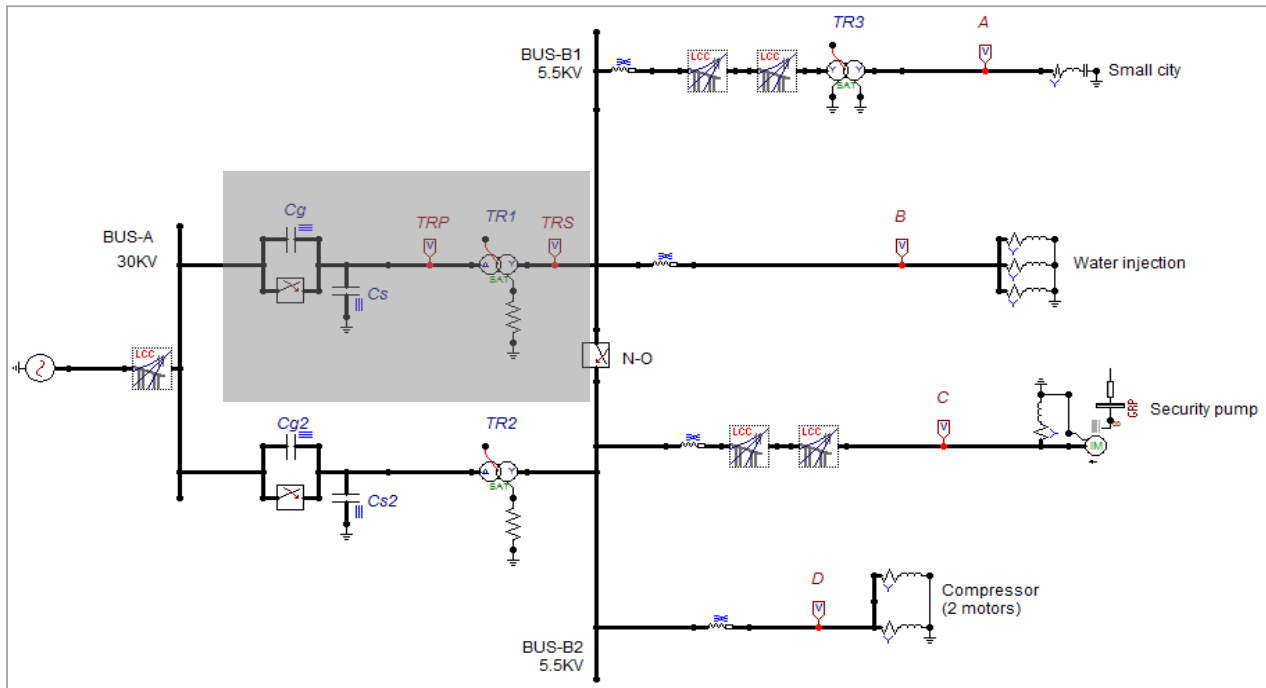 TR3
A
BUS-B1
5.5KV
LCC
LCC
V
Y
Y
SAT
Y
Small city
Cg
TRP
TR1
TRS
B
BUS-A
30KV
V
V
V
Y
SAT
Cs
Y
Y
Y
Water injection
LCC
N-O
Cg2
TR2
C
LCC
LCC
V
Y
GRP
IM
Security pump
Y
SAT
Cs2
D
V
Y
Y
Compressor
(2 motors)
BUS-B2
5.5KV